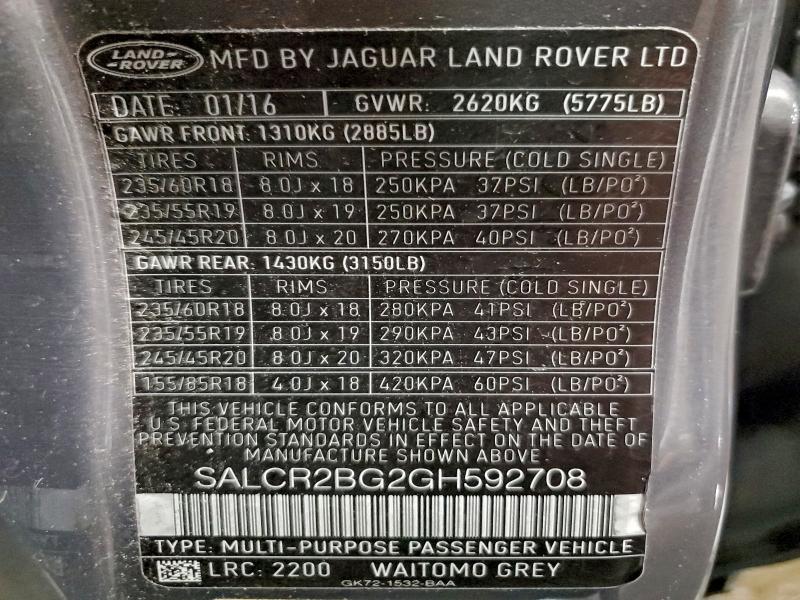 LAND ROVER MFD BY JAGUAR LAND ROVER LTD
DATE: 01/16 GVWR: 2620KG (5775LB)
GAWR FRONT: 1310KG (2885LB)
TIRES RIMS PRESSURE (COLD SINGLE)
235/60R18 8.0J x 18 250KPA 37PSI (LB/PO²)
235/55R19 8.0J x 19 250KPA 37PSI (LB/PO²)
245/45R20 8.0J x 20 270KPA 40PSI (LB/PO²)
GAWR REAR: 1430KG (3150LB)
TIRES RIMS PRESSURE (COLD SINGLE)
235/60R18 8.0J x 18 280KPA 41PSI (LB/PO²)
235/55R19 8.0J x 19 290KPA 43PSI (LB/PO²)
245/45R20 8.0J x 20 320KPA 47PSI (LB/PO²)
155/85R18 4.0J x 18 420KPA 60PSI (LB/PO²)
THIS VEHICLE CONFORMS TO ALL APPLICABLE
U.S. FEDERAL MOTOR VEHICLE SAFETY AND THEFT
PREVENTION STANDARDS IN EFFECT ON THE DATE OF
MANUFACTURE SHOWN ABOVE
SALCR2BG2GH592708
TYPE: MULTI-PURPOSE PASSENGER VEHICLE
LRC: 2200 WAITOMO GREY
GK72-1532-BAA